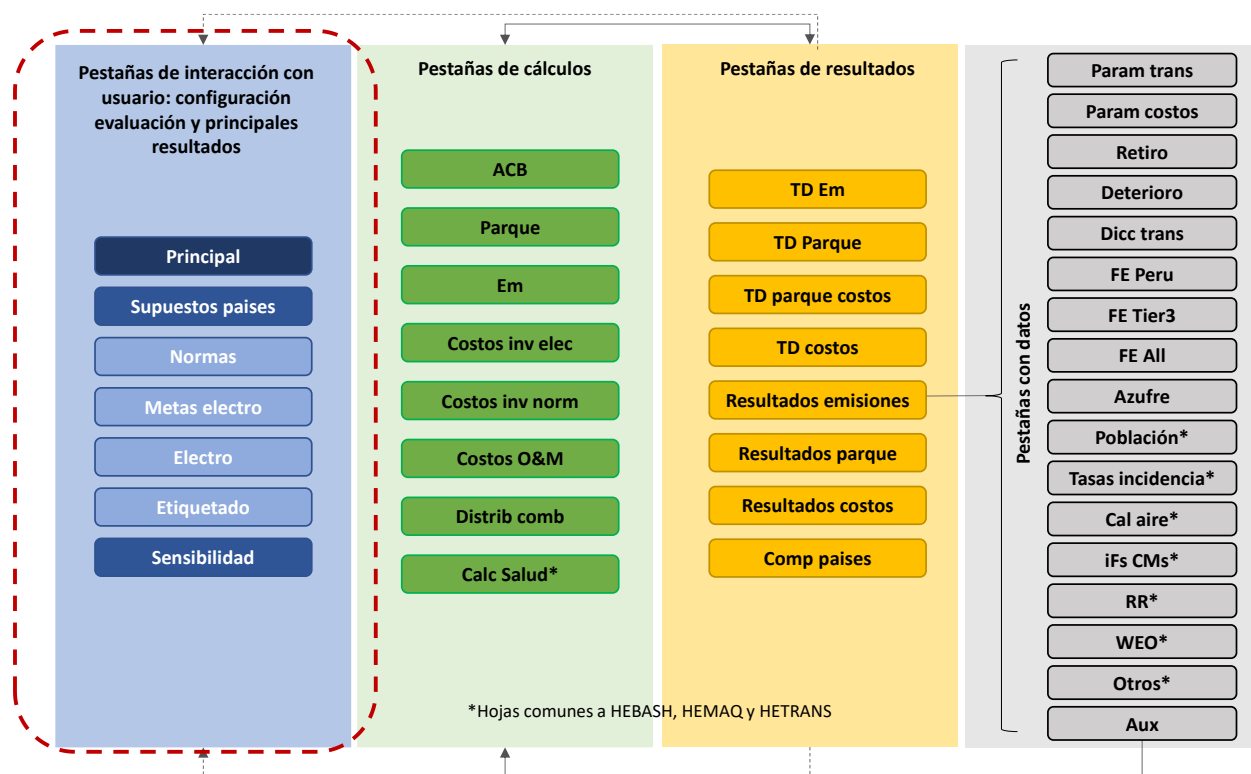 Pestañas de interacción con
usuario: configuración
evaluación y principales
resultados
Principal
Supuestos paises
Normas
Metas electro
Electro
Etiquetado
Sensibilidad
Pestañas de cálculos
ACB
Parque
Em
Costos inv elec
Costos inv norm
Costos O&M
Distrib comb
Calc Salud*
Pestañas de resultados
TD Em
TD Parque
TD parque costos
TD costos
Resultados emisiones
Resultados parque
Resultados costos
Comp paises
Pestañas con datos
Param trans
Param costos
Retiro
Deterioro
Dicc trans
FE Peru
FE Tier3
FE All
Azufre
Población*
Tasas incidencia*
Cal aire*
iFs CMs*
RR*
WEO*
Otros*
Aux
*Hojas comunes a HEBASH, HEMAQ y HETRANS